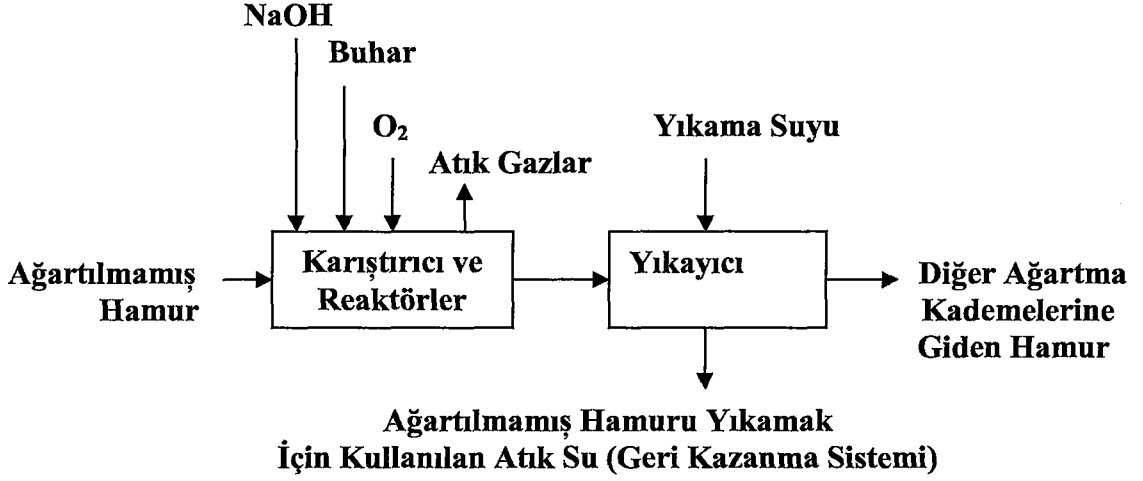 NaOH
Buhar
O₂
Atık Gazlar
Yıkama Suyu
Ağartılmamış
Hamur
Karıştırıcı ve
Reaktörler
Yıkayıcı
Diğer Ağartma
Kademelerine
Giden Hamur
Ağartılmamış Hamuru Yıkamak
İçin Kullanılan Atık Su (Geri Kazanma Sistemi)